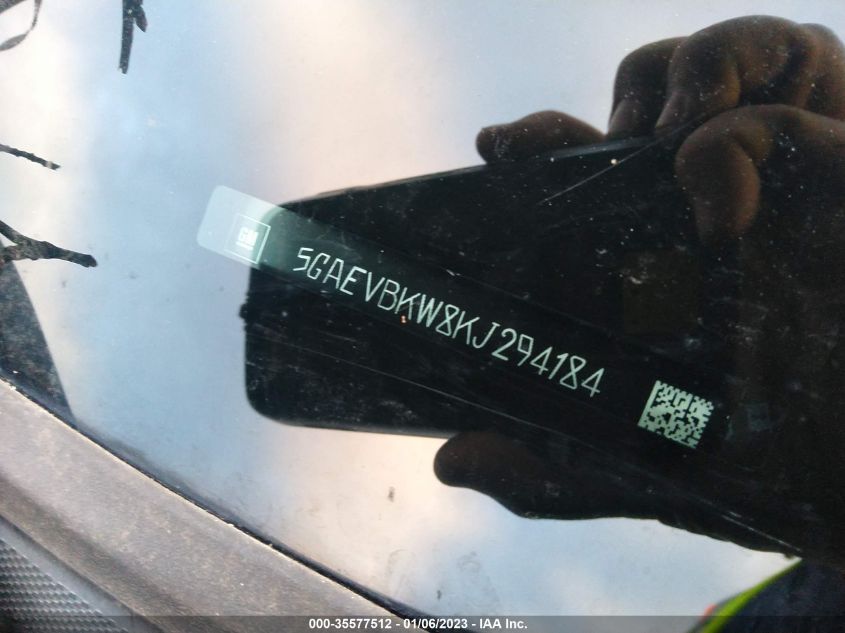 GM
5GAEVBKW8KJ294184
000-35577512 - 01/06/2023 - IAA Inc.